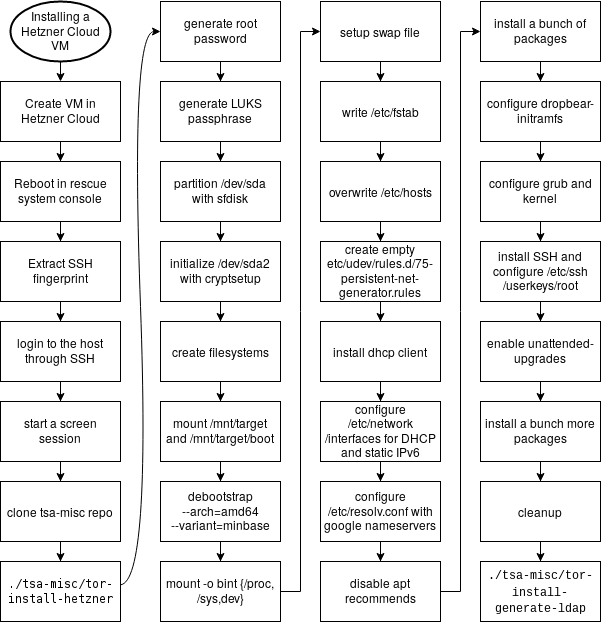 Installing a
Hetzner Cloud
VM
Create VM in
Hetzner Cloud
Reboot in rescue
system console
Extract SSH
fingerprint
login to the host
through SSH
start a screen
session
clone tsa-misc repo
./tsa-misc/tor-
install-hetzner
generate root
password
generate LUKS
passphrase
partition /dev/sda
with sfdisk
initialize /dev/sda2
with cryptsetup
create filesystems
mount /mnt/target
and /mnt/target/boot
debootstrap
--arch=amd64
--variant=minbase
mount -o bint {/proc,
/sys,dev}
setup swap file
write /etc/fstab
overwrite /etc/hosts
create empty
etc/udev/rules.d/75-
persistent-net-
generator.rules
install dhcp client
configure
/etc/network
/interfaces for DHCP
and static IPv6
configure
/etc/resolv.conf with
google nameservers
disable apt
recommends
install a bunch of
packages
configure dropbear-
initramfs
configure grub and
kernel
install SSH and
configure /etc/ssh
/userkeys/root
enable unattended-
upgrades
install a bunch more
packages
cleanup
./tsa-misc/tor-
install-
generate-ldap